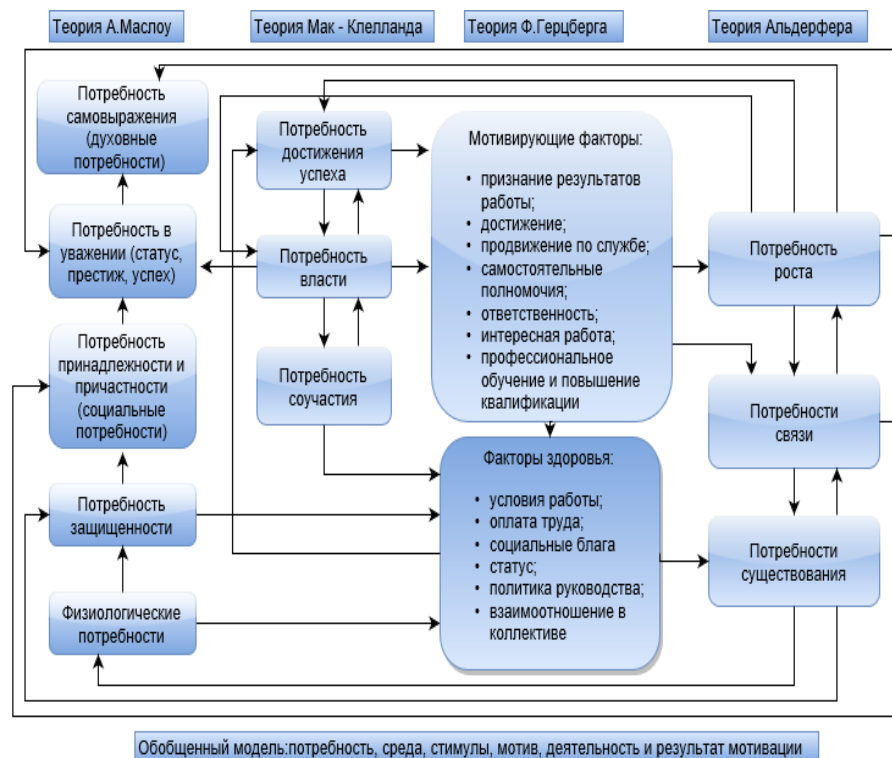 Теория А.Маслоу
Теория Мак - Клелланда
Теория Ф.Герцберга
Теория Альдерфера
Потребность
самовыражения
(духовные
потребности)
Потребность в
уважении (статус,
престиж, успех)
Потребность
принадлежности и
причастности
(социальные
потребности)
Потребность
защищенности
Физиологические
потребности
Потребность
достижения
успеха
Потребность
власти
Потребность
соучастия
Мотивирующие факторы:
• признание результатов
работы;
• достижение;
• продвижение по службе;
• самостоятельные
полномочия;
• ответственность;
• интересная работа;
• профессиональное
обучение и повышение
квалификации
Факторы здоровья:
• условия работы;
• оплата труда;
• социальные блага
• статус;
• политика руководства;
• взаимоотношение в
коллективе
Потребность
роста
Потребности
связи
Потребности
существования
Обобщенный модель:потребность, среда, стимулы, мотив, деятельность и результат мотивации